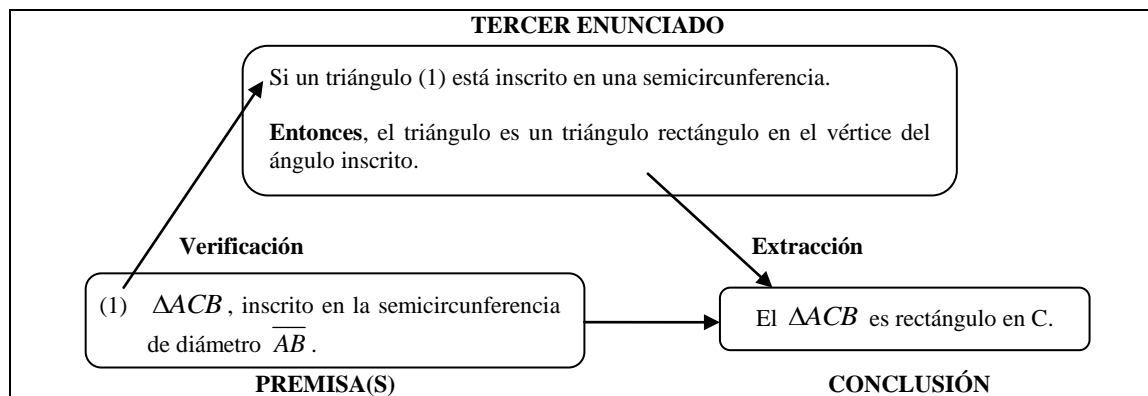 TERCER ENUNCIADO
Si un triángulo (1) está inscrito en una semicircunferencia.
Entonces, el triángulo es un triángulo rectángulo en el vértice del
ángulo inscrito.
Verificación
Extracción
(1) ΔACB, inscrito en la semicircunferencia
de diámetro A̅B̅.
El ΔACB es rectángulo en C.
PREMISA(S)
CONCLUSIÓN